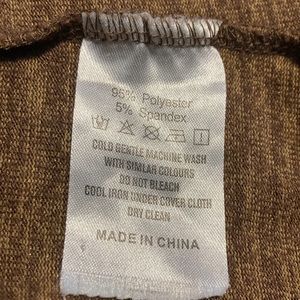 95% Polyester
5% Spandex
COLD GENTLE MACHINE WASH
WITH SIMILAR COLOURS
DO NOT BLEACH
COOL IRON UNDER COVER CLOTH
DRY CLEAN
MADE IN CHINA